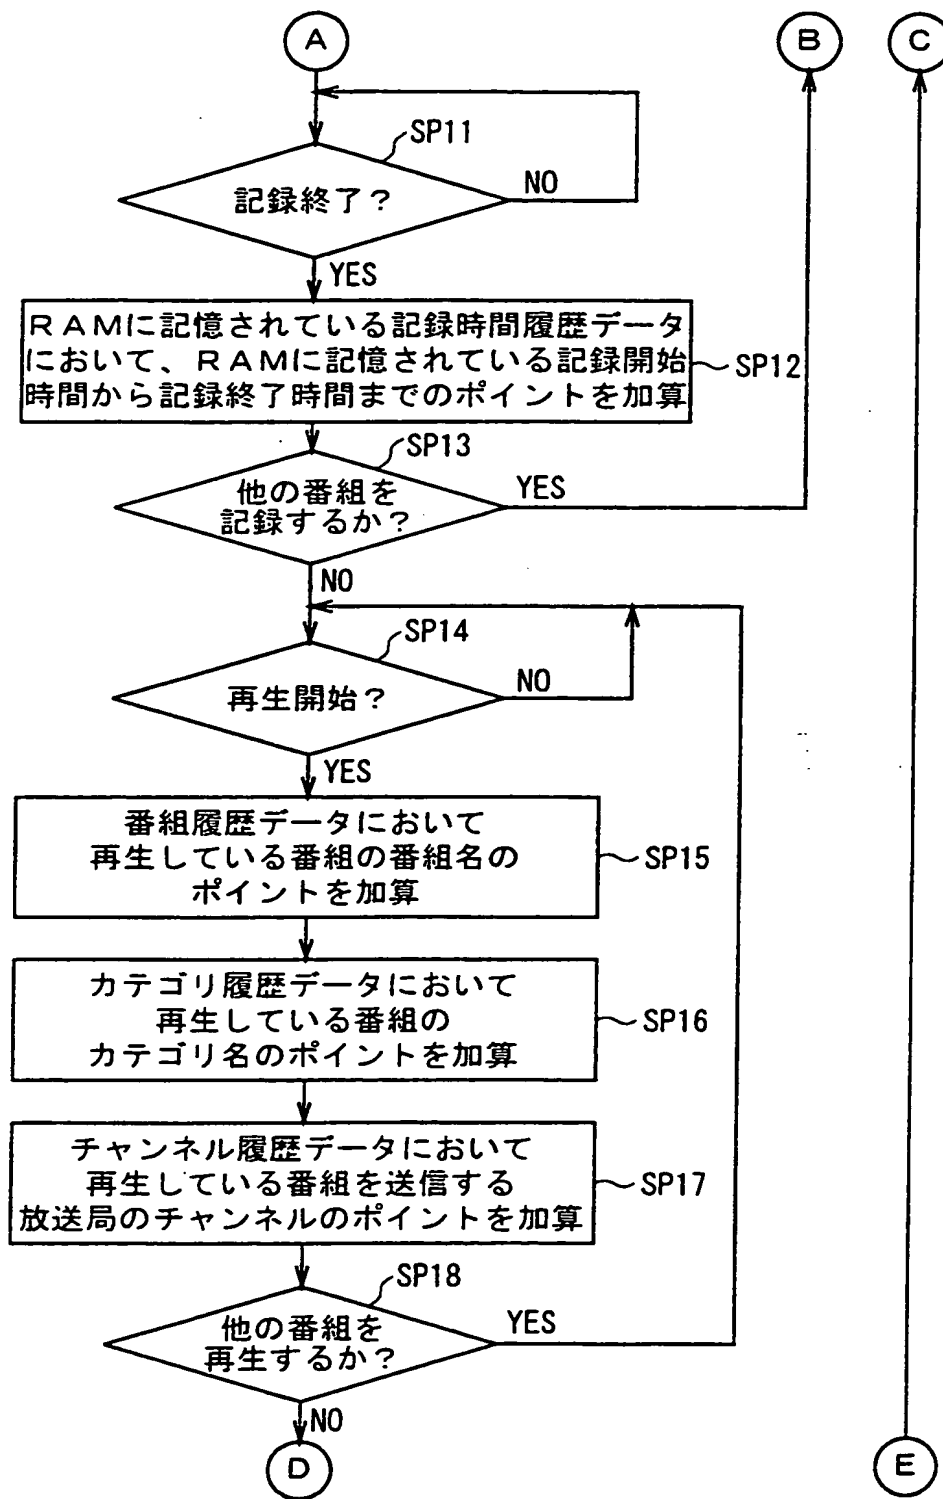 A
B
C
SP11
記録終了？
NO
YES
ＲＡＭに記憶されている記録時間履歴データ
において、ＲＡＭに記憶されている記録開始
時間から記録終了時間までのポイントを加算
SP12
SP13
他の番組を
記録するか？
YES
NO
SP14
再生開始？
NO
YES
番組履歴データにおいて
再生している番組の番組名の
ポイントを加算
SP15
カテゴリ履歴データにおいて
再生している番組の
カテゴリ名のポイントを加算
SP16
チャンネル履歴データにおいて
再生している番組を送信する
放送局のチャンネルのポイントを加算
SP17
SP18
他の番組を
再生するか？
YES
NO
D
E